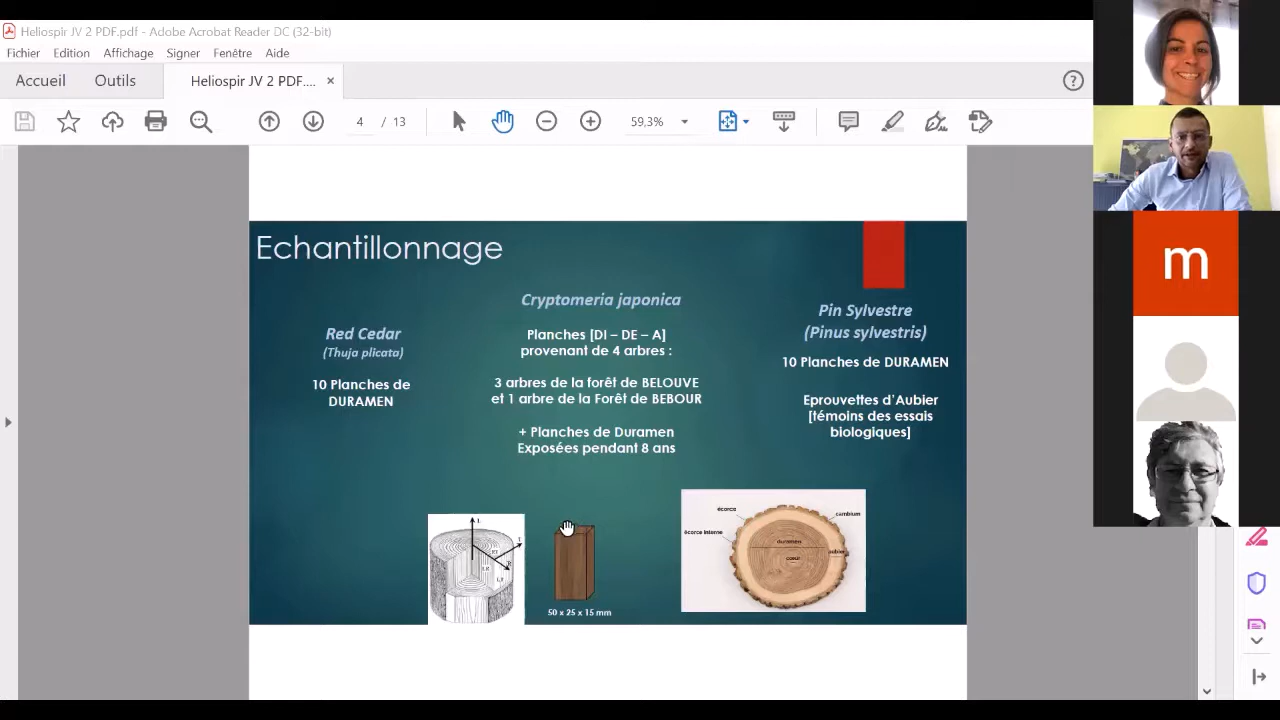 Heliospir JV 2 PDF.pdf - Adobe Acrobat Reader DC (32-bit)
Fichier Edition Affichage Signer Fenêtre Aide
Accueil Outils Heliospir JV 2 PDF.... ×
4 / 13 59,3%
m
Echantillonnage
Red Cedar
(Thuja plicata)
10 Planches de
DURAMEN
Cryptomeria japonica
Planches [DI – DE – A]
provenant de 4 arbres :
3 arbres de la forêt de BELOUVE
et 1 arbre de la Forêt de BEBOUR
+ Planches de Duramen
Exposées pendant 8 ans
Pin Sylvestre
(Pinus sylvestris)
10 Planches de DURAMEN
Eprouvettes d'Aubier
[témoins des essais
biologiques]
L
T
50 x 25 x 15 mm
écorce
cambium
écorce interne
duramen
aubier
cœur